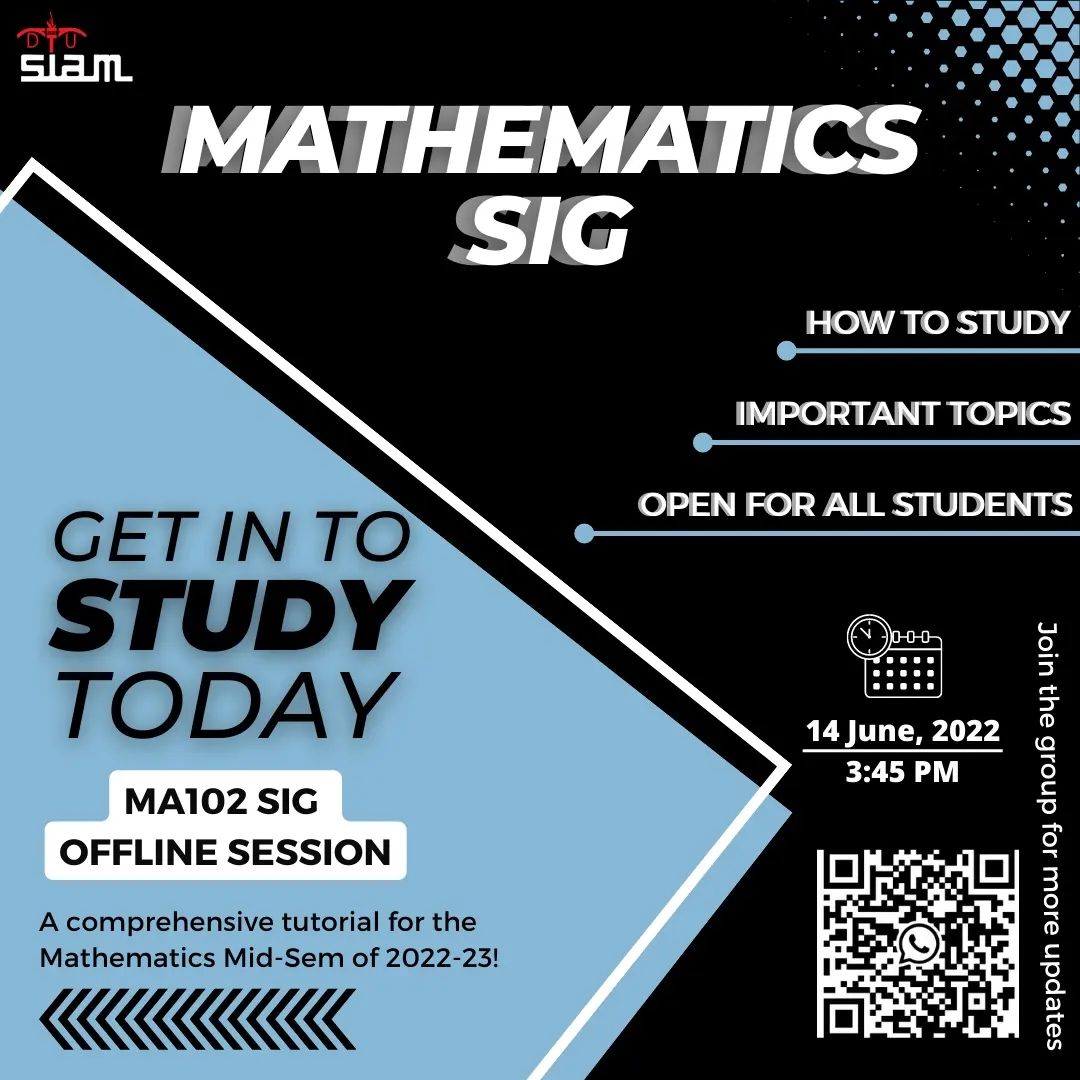 DTU
SIAM
MATHEMATICS
SIG
HOW TO STUDY
IMPORTANT TOPICS
OPEN FOR ALL STUDENTS
GET IN TO
STUDY
TODAY
MA102 SIG
OFFLINE SESSION
A comprehensive tutorial for the
Mathematics Mid-Sem of 2022-23!
14 June, 2022
3:45 PM
Join the group for more updates